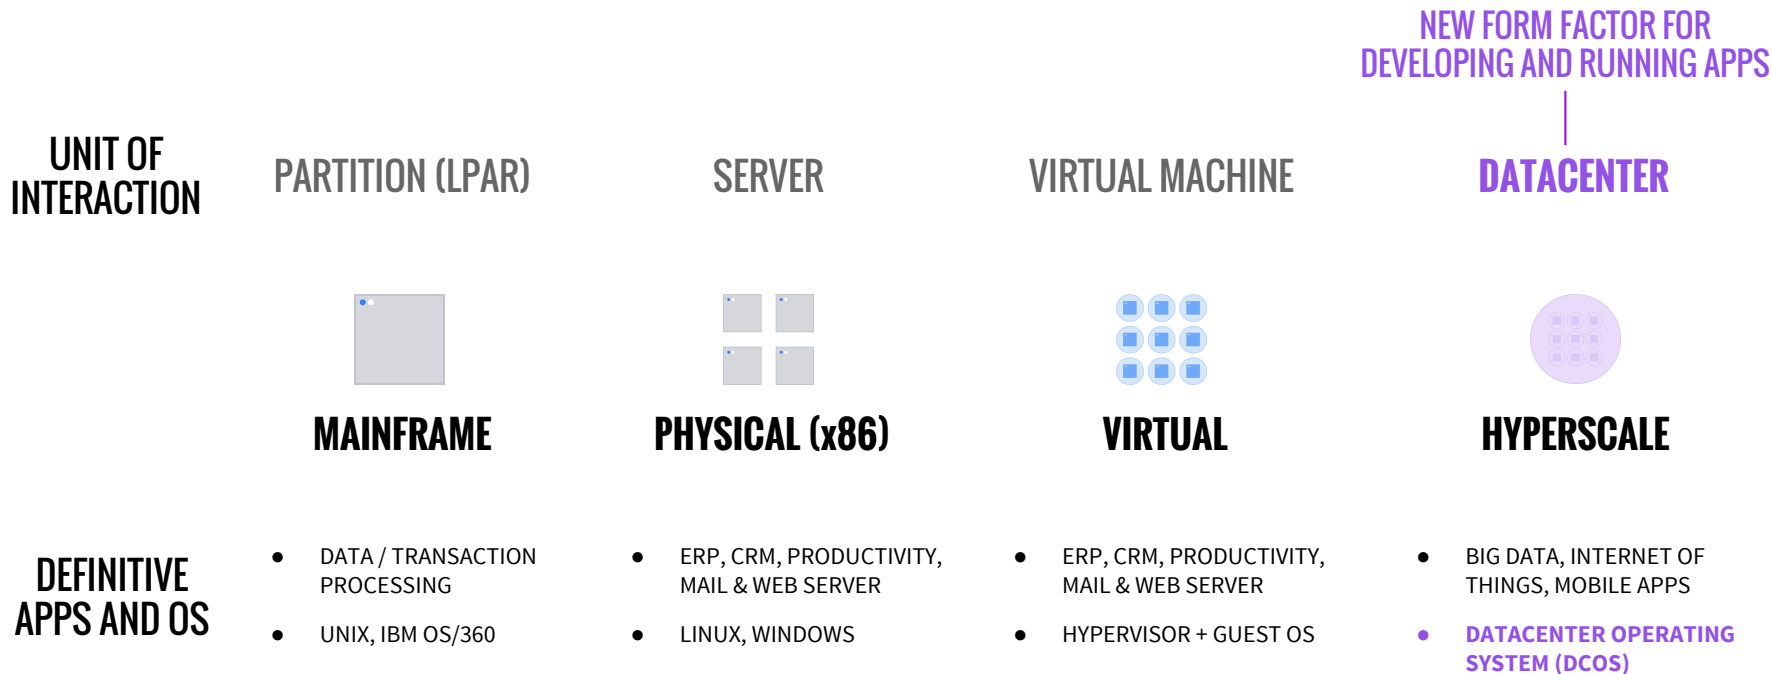 NEW FORM FACTOR FOR
DEVELOPING AND RUNNING APPS
UNIT OF
INTERACTION
PARTITION (LPAR)
SERVER
VIRTUAL MACHINE
DATACENTER
MAINFRAME
PHYSICAL (x86)
VIRTUAL
HYPERSCALE
DEFINITIVE
APPS AND OS
● DATA / TRANSACTION
PROCESSING
● UNIX, IBM OS/360
● ERP, CRM, PRODUCTIVITY,
MAIL & WEB SERVER
● LINUX, WINDOWS
● ERP, CRM, PRODUCTIVITY,
MAIL & WEB SERVER
● HYPERVISOR + GUEST OS
● BIG DATA, INTERNET OF
THINGS, MOBILE APPS
● DATACENTER OPERATING
SYSTEM (DCOS)